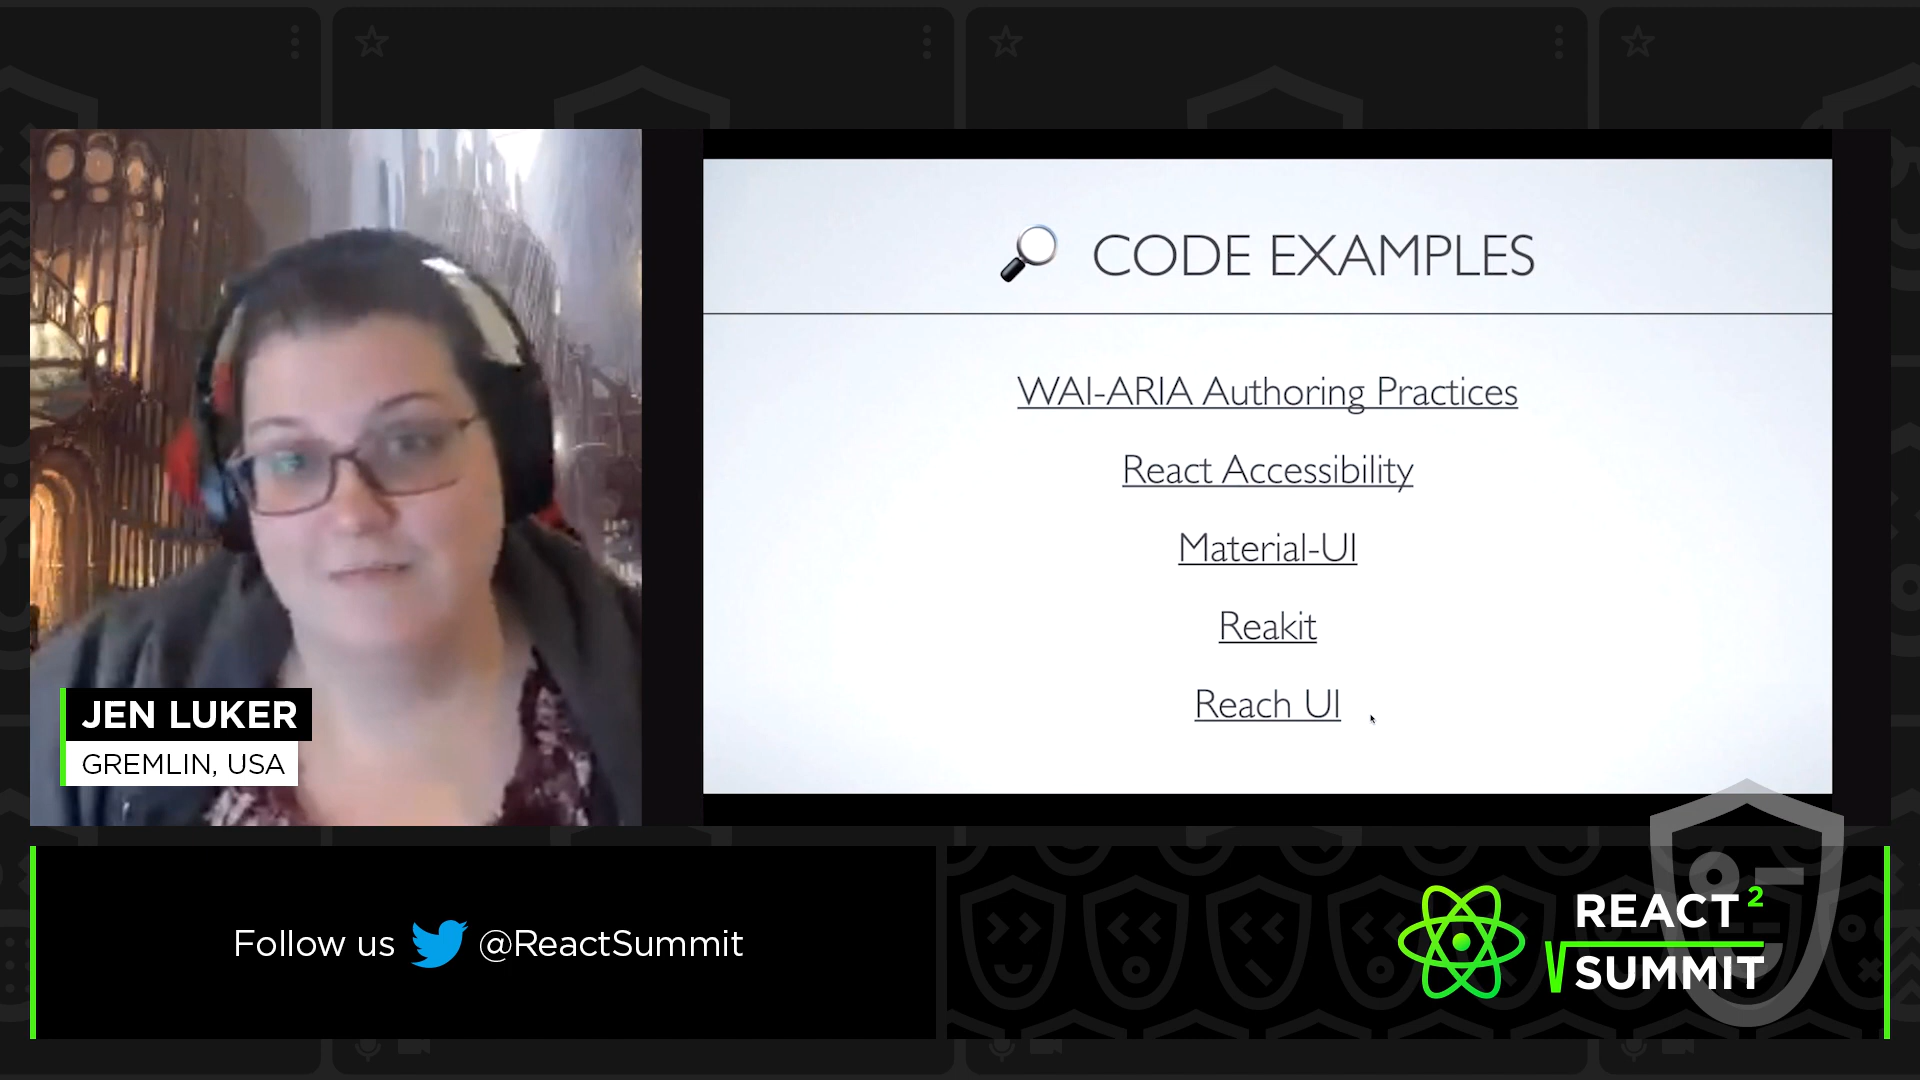 CODE EXAMPLES
WAI-ARIA Authoring Practices
React Accessibility
Material-UI
Reakit
Reach UI
JEN LUKER
GREMLIN, USA
Follow us @ReactSummit
REACT 2
SUMMIT